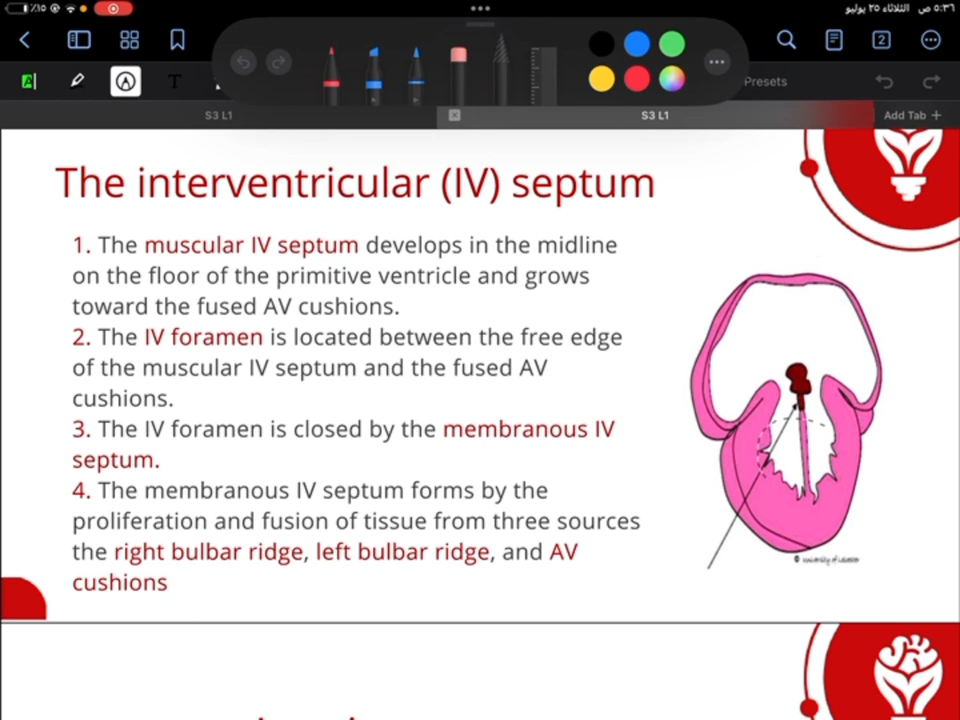 ٪١٥
٥:٣٦ ص الثلاثاء ٢٥ يوليو
A
T
2
Presets
S3 L1
S3 L1
Add Tab +
The interventricular (IV) septum
1. The muscular IV septum develops in the midline
on the floor of the primitive ventricle and grows
toward the fused AV cushions.
2. The IV foramen is located between the free edge
of the muscular IV septum and the fused AV
cushions.
3. The IV foramen is closed by the membranous IV
septum.
4. The membranous IV septum forms by the
proliferation and fusion of tissue from three sources
the right bulbar ridge, left bulbar ridge, and AV
cushions